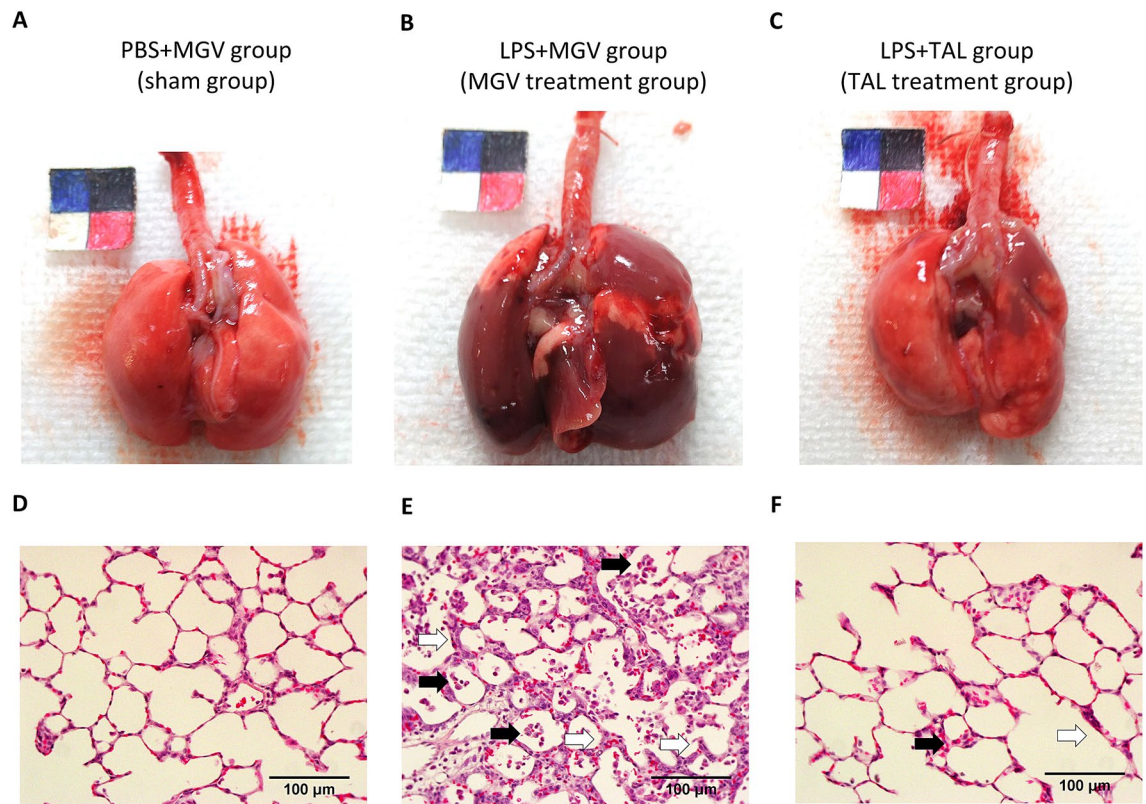 A
PBS+MGV group
(sham group)
B
LPS+MGV group
(MGV treatment group)
C
LPS+TAL group
(TAL treatment group)
D
100 µm
E
100 µm
F
100 µm